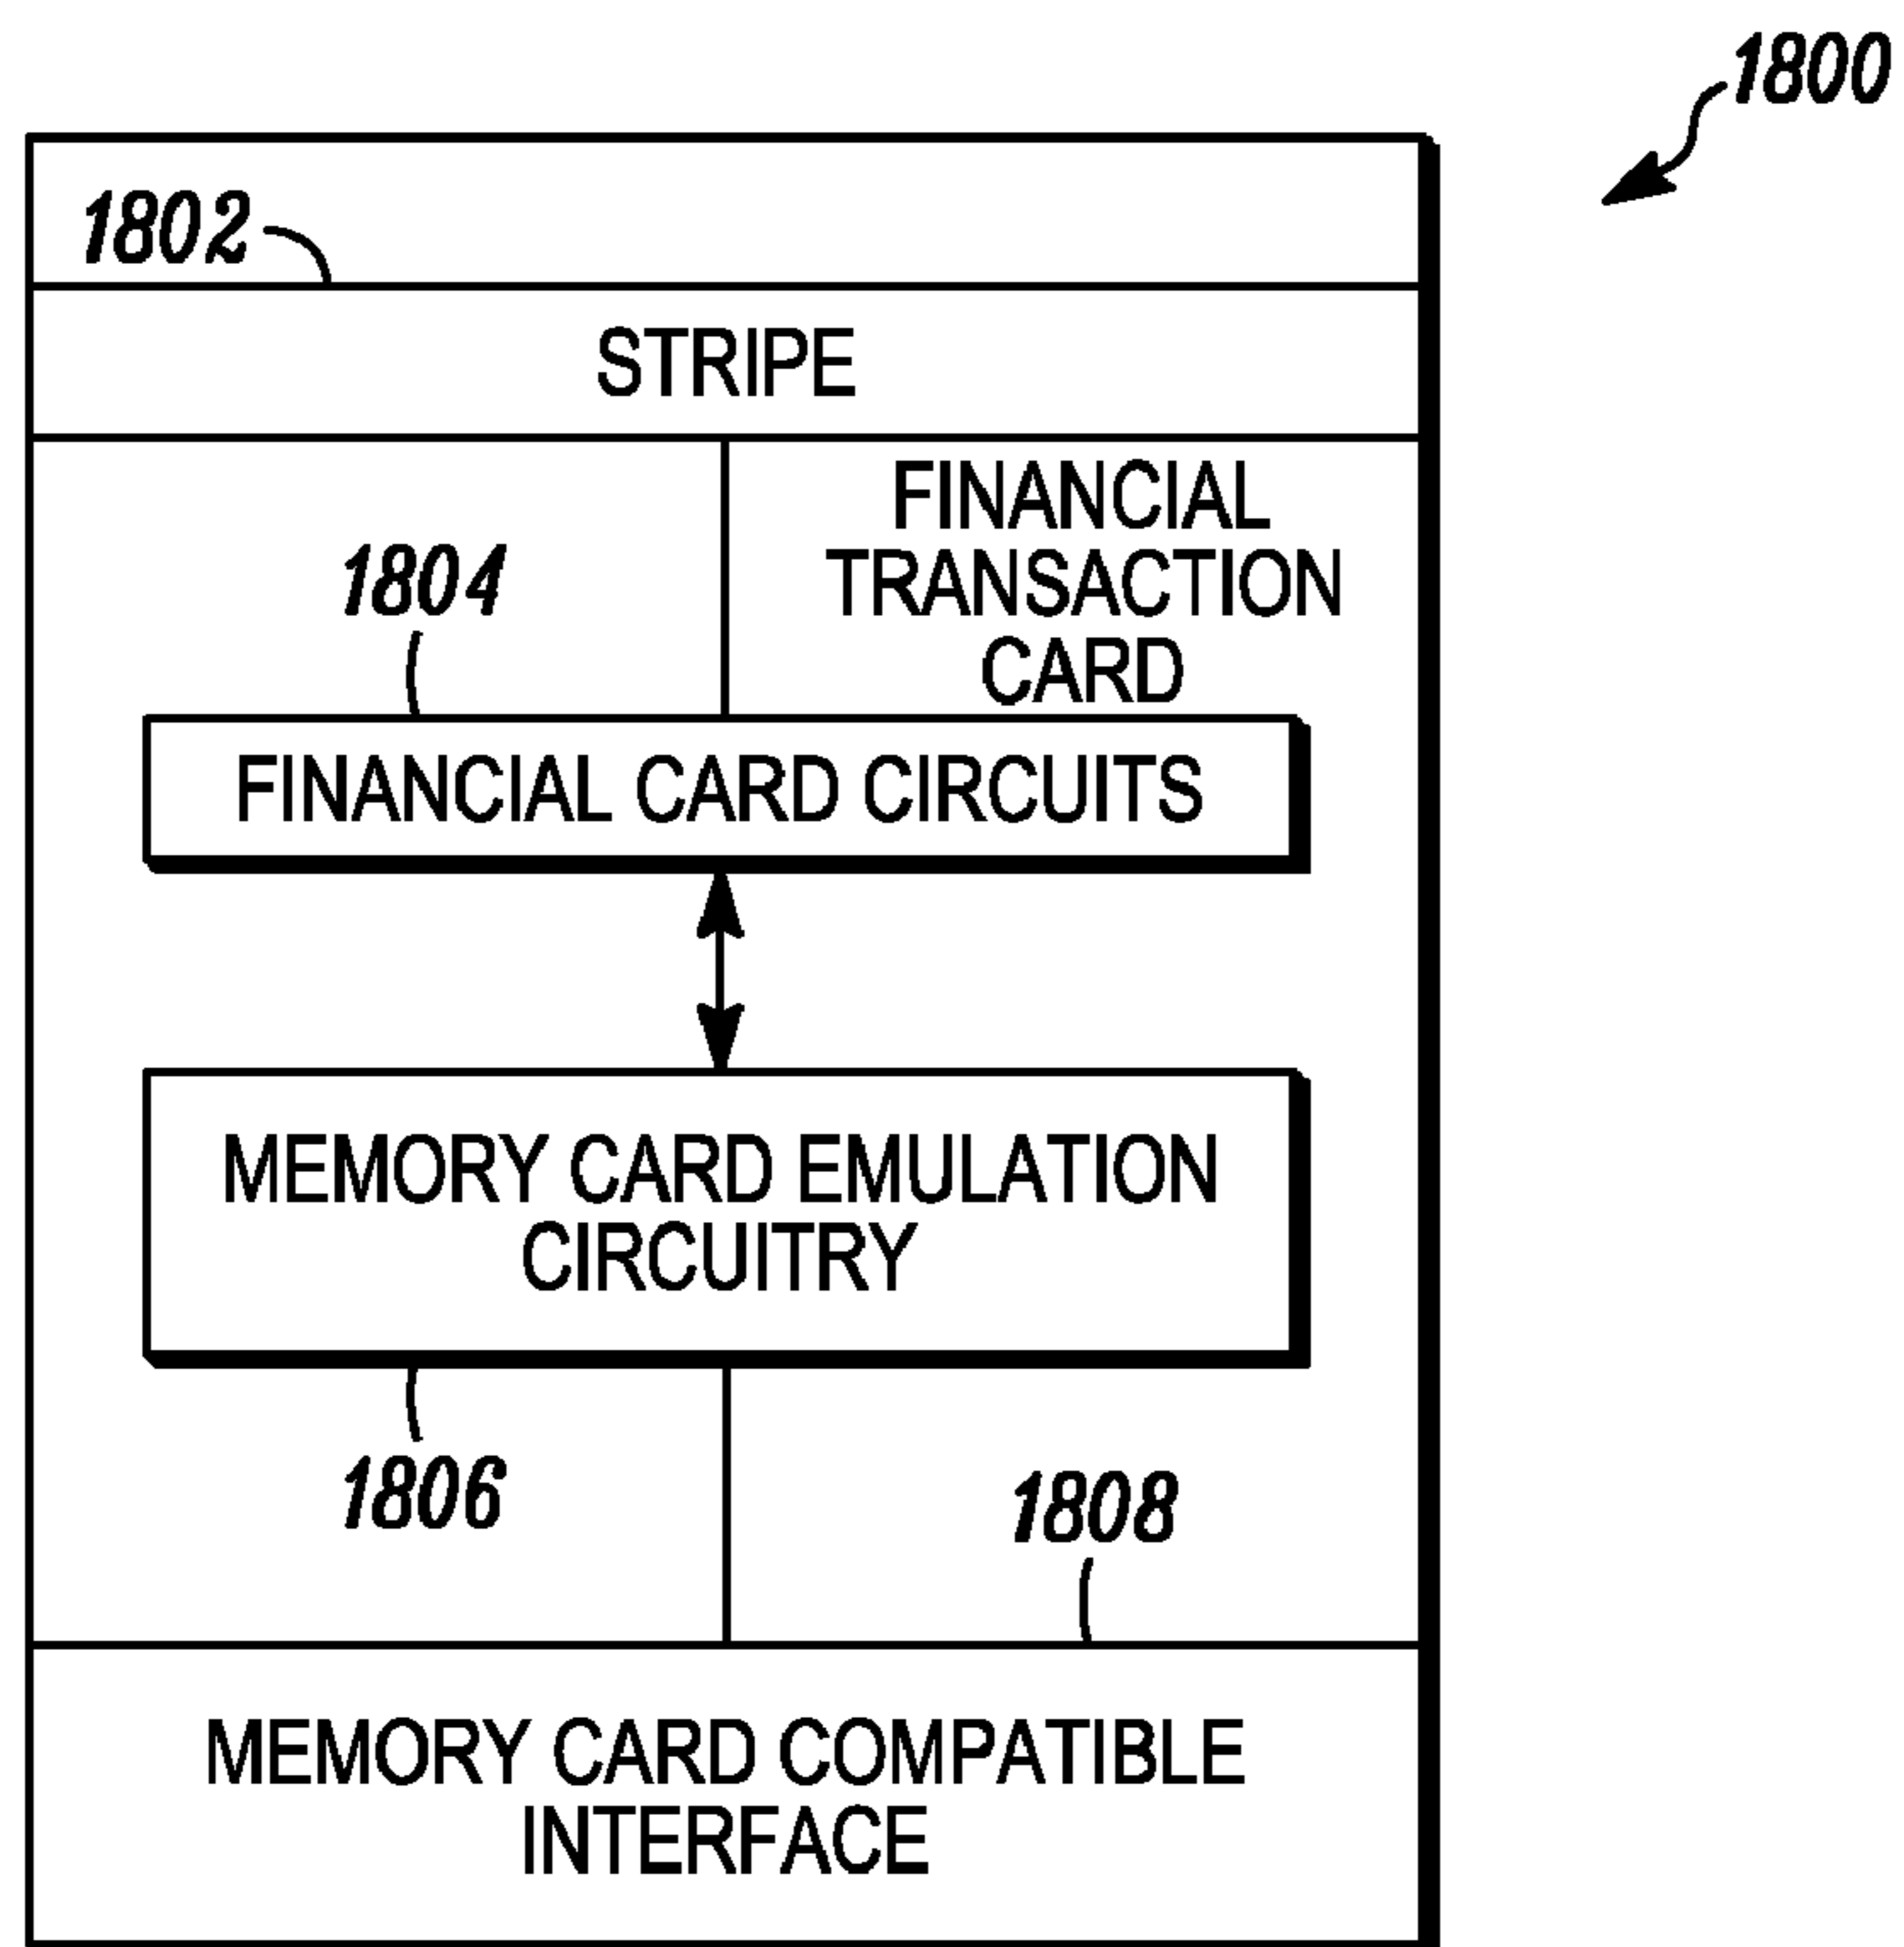 1800
1802
STRIPE
FINANCIAL
TRANSACTION
CARD
1804
FINANCIAL CARD CIRCUITS
MEMORY CARD EMULATION
CIRCUITRY
1806
1808
MEMORY CARD COMPATIBLE
INTERFACE